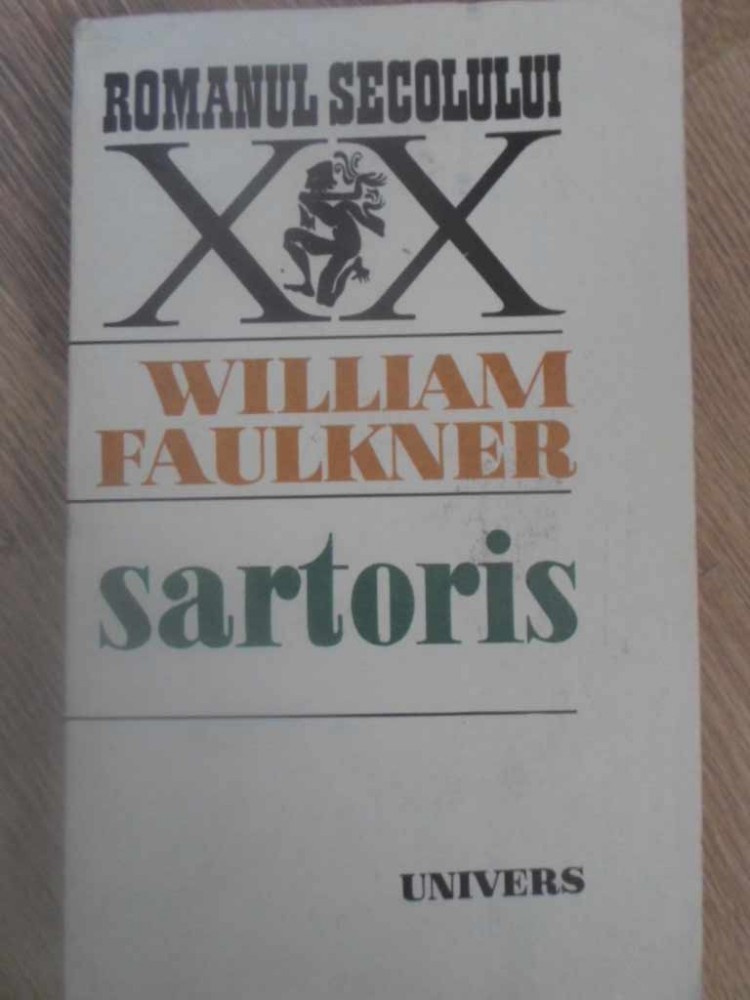 ROMANUL SECOLULUI
XX
WILLIAM
FAULKNER
sartoris
UNIVERS